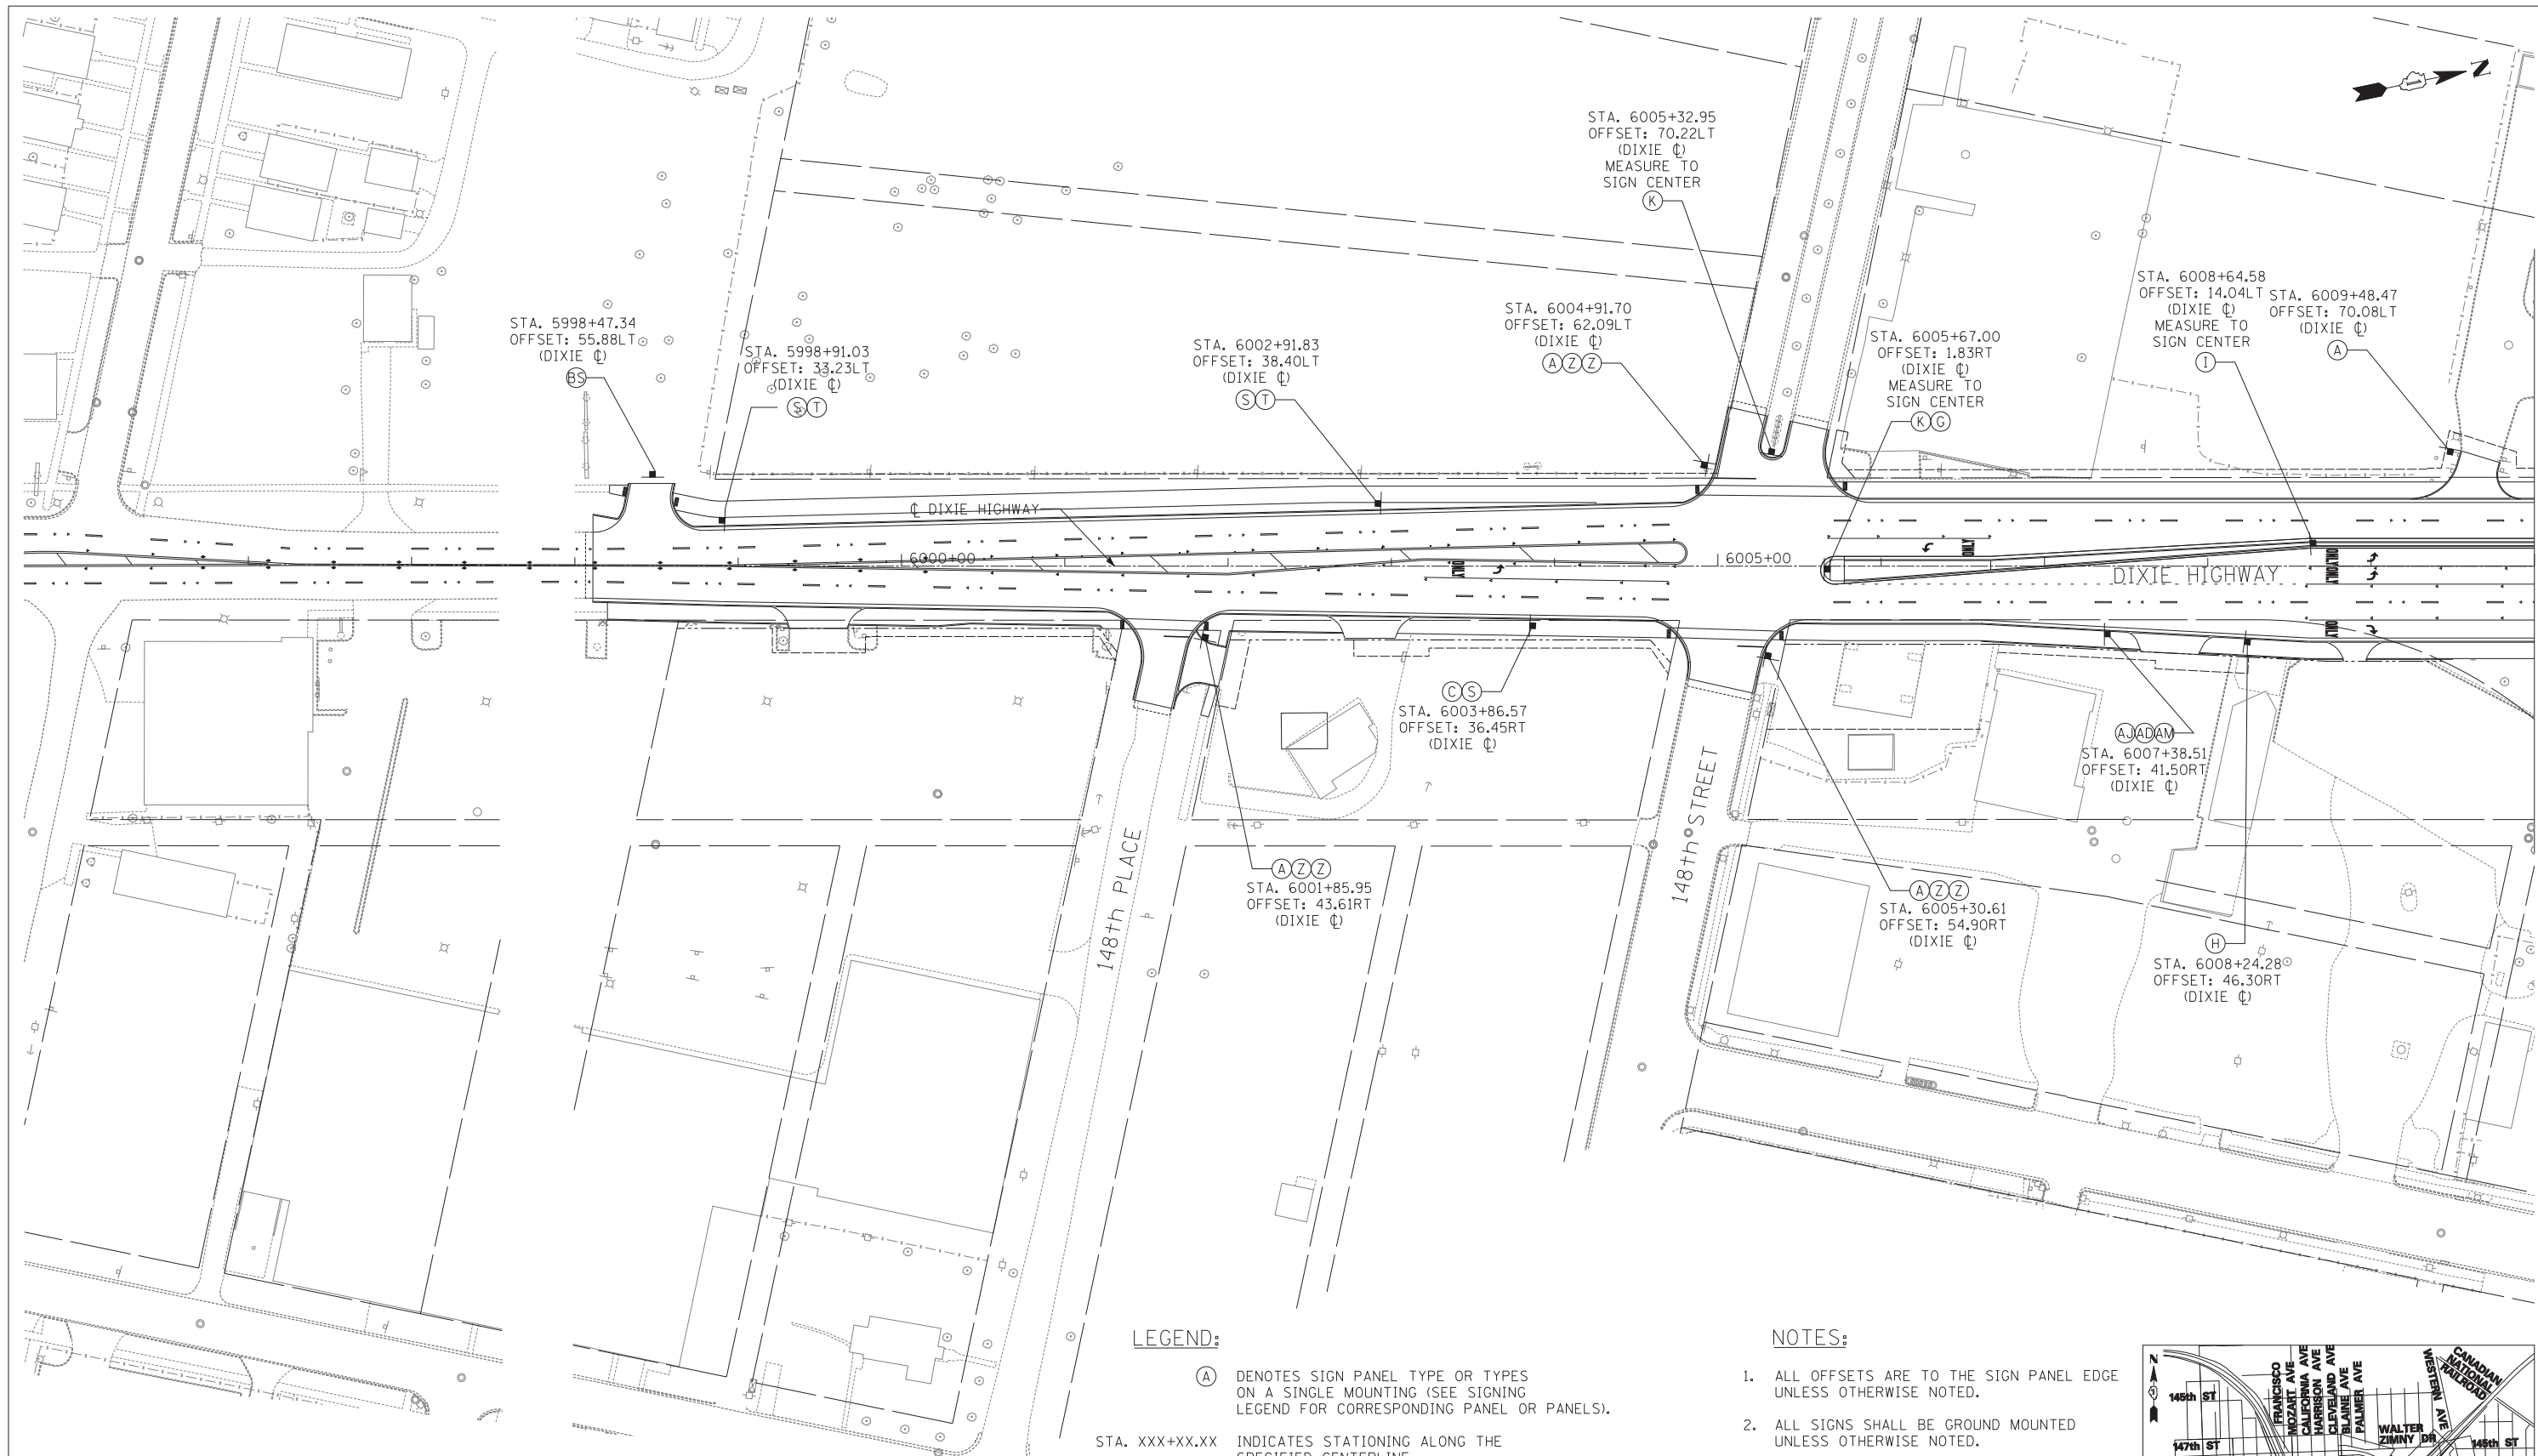 N
STA. 6005+32.95
OFFSET: 70.22LT
(DIXIE ℄)
MEASURE TO
SIGN CENTER
K
STA. 6008+64.58
OFFSET: 14.04LT
(DIXIE ℄)
MEASURE TO
SIGN CENTER
I
STA. 6009+48.47
OFFSET: 70.08LT
(DIXIE ℄)
A
STA. 5998+47.34
OFFSET: 55.88LT
(DIXIE ℄)
BS
STA. 5998+91.03
OFFSET: 33.23LT
(DIXIE ℄)
S T
STA. 6002+91.83
OFFSET: 38.40LT
(DIXIE ℄)
S T
STA. 6004+91.70
OFFSET: 62.09LT
(DIXIE ℄)
A Z Z
STA. 6005+67.00
OFFSET: 1.83RT
(DIXIE ℄)
MEASURE TO
SIGN CENTER
K G
℄ DIXIE HIGHWAY
6000+00
6005+00
ONLY
ONLY
DIXIE HIGHWAY
ONLY
ONLY
ONLY
C S
STA. 6003+86.57
OFFSET: 36.45RT
(DIXIE ℄)
AJ AD AM
STA. 6007+38.51
OFFSET: 41.50RT
(DIXIE ℄)
148th PLACE
148th STREET
A Z Z
STA. 6001+85.95
OFFSET: 43.61RT
(DIXIE ℄)
A Z Z
STA. 6005+30.61
OFFSET: 54.90RT
(DIXIE ℄)
H
STA. 6008+24.28
OFFSET: 46.30RT
(DIXIE ℄)
LEGEND:
A DENOTES SIGN PANEL TYPE OR TYPES
ON A SINGLE MOUNTING (SEE SIGNING
LEGEND FOR CORRESPONDING PANEL OR PANELS).
STA. XXX+XX.XX INDICATES STATIONING ALONG THE
SPECIFIED CENTERLINE
NOTES:
1. ALL OFFSETS ARE TO THE SIGN PANEL EDGE
UNLESS OTHERWISE NOTED.
2. ALL SIGNS SHALL BE GROUND MOUNTED
UNLESS OTHERWISE NOTED.
N
145th ST
147th ST
FRANCISCO
MOZART AVE
CALIFORNIA AVE
HARRISON AVE
CLEVELAND AVE
BLAINE AVE
PALMER AVE
WALTER
ZIMNY DR
WESTERN AVE
CANADIAN
NATIONAL
RAILROAD
145th ST